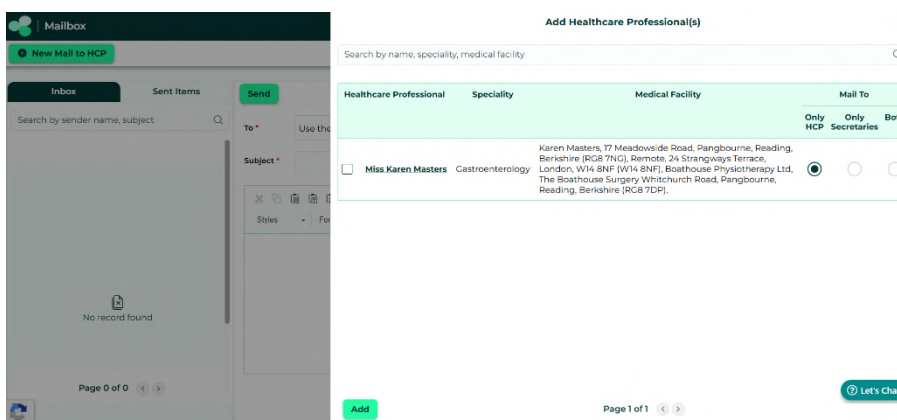 Mailbox
New Mail to HCP
Inbox
Sent Items
Search by sender name, subject
No record found
Page 0 of 0
Send
To *
Use the
Subject *
Styles
For
Add Healthcare Professional(s)
Search by name, speciality, medical facility
Healthcare Professional
Speciality
Medical Facility
Mail To
Only HCP
Only Secretaries
Bot
Miss Karen Masters
Gastroenterology
Karen Masters, 17 Meadowside Road, Pangbourne, Reading,
Berkshire (RG8 7NG), Remote, 24 Strangways Terrace,
London, W14 8NF (W14 8NF), Boathouse Physiotherapy Ltd,
The Boathouse Surgery Whitchurch Road, Pangbourne,
Reading, Berkshire (RG8 7DP),
Add
Page 1 of 1
Let's Cha